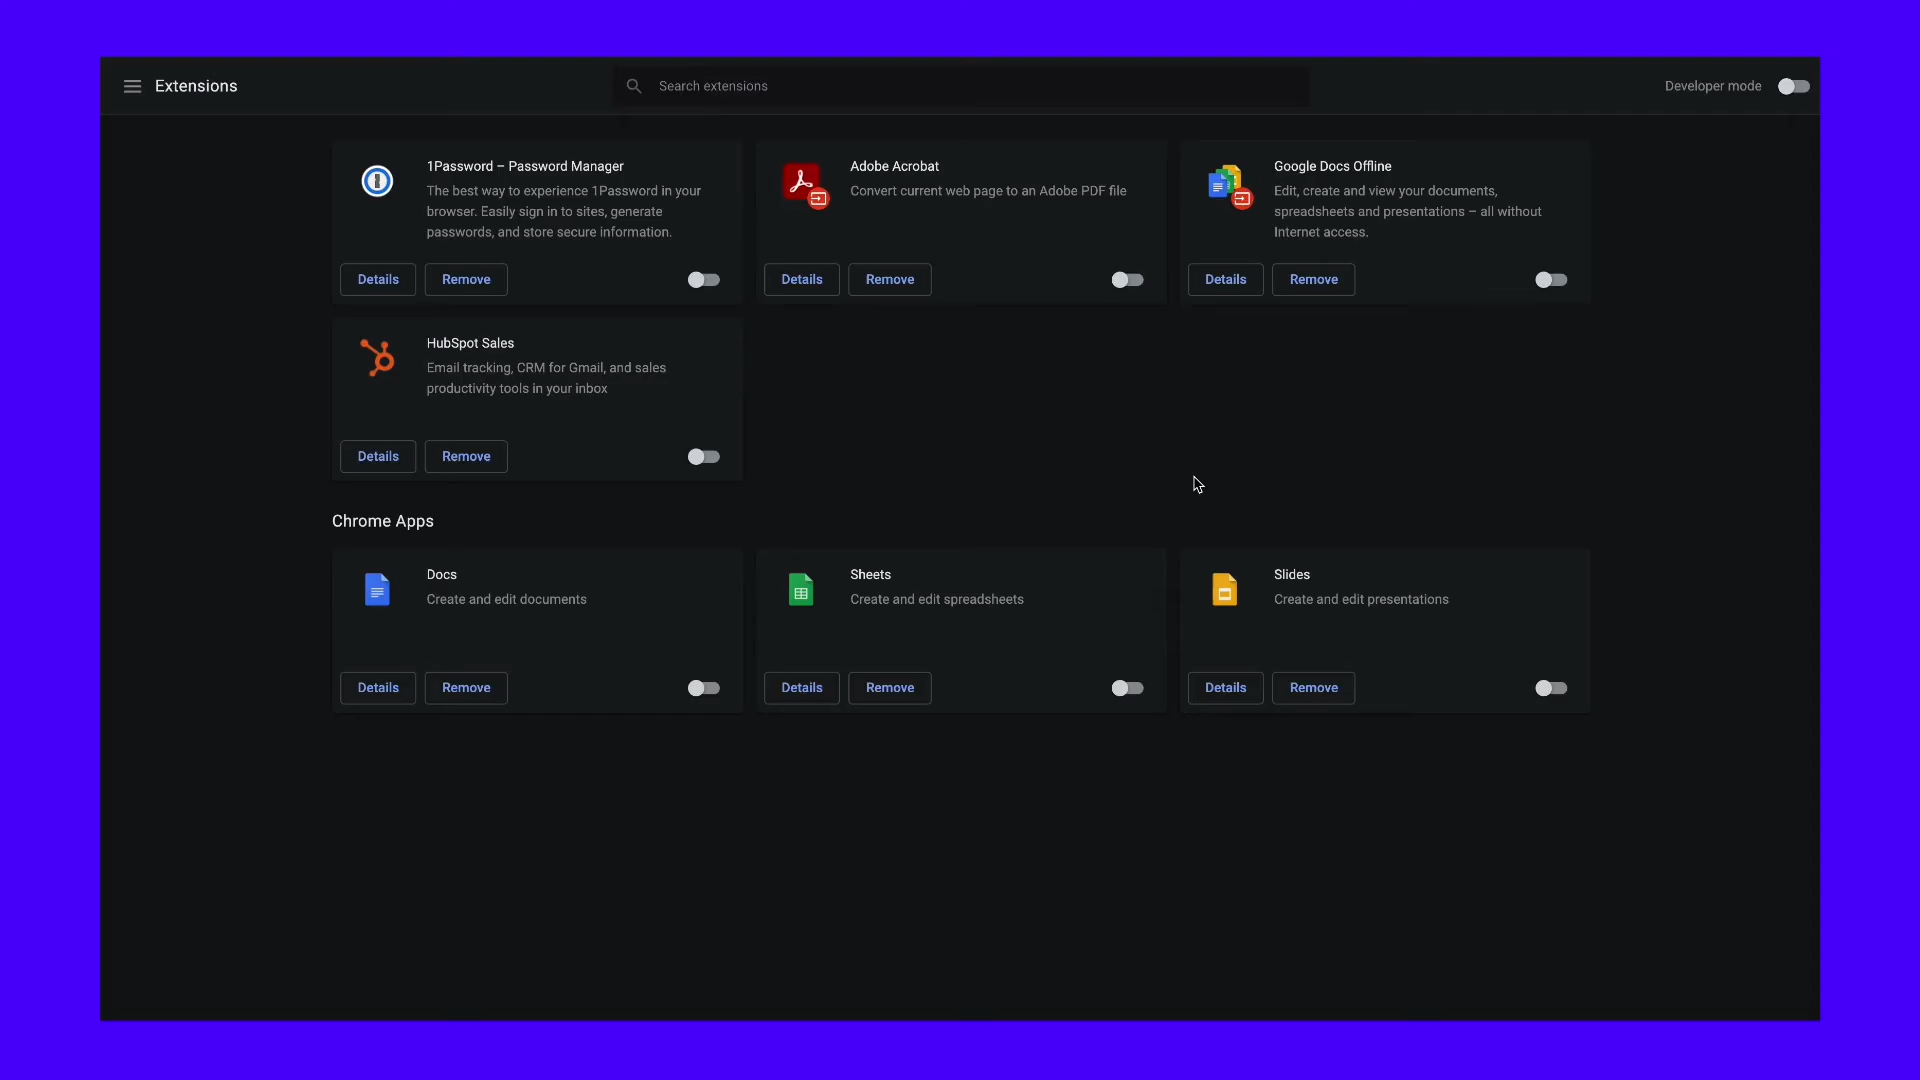 Extensions
Search extensions
Developer mode
1Password – Password Manager
The best way to experience 1Password in your
browser. Easily sign in to sites, generate
passwords, and store secure information.
Details
Remove
Adobe Acrobat
Convert current web page to an Adobe PDF file
Details
Remove
Google Docs Offline
Edit, create and view your documents,
spreadsheets and presentations – all without
Internet access.
Details
Remove
HubSpot Sales
Email tracking, CRM for Gmail, and sales
productivity tools in your inbox
Details
Remove
Chrome Apps
Docs
Create and edit documents
Details
Remove
Sheets
Create and edit spreadsheets
Details
Remove
Slides
Create and edit presentations
Details
Remove